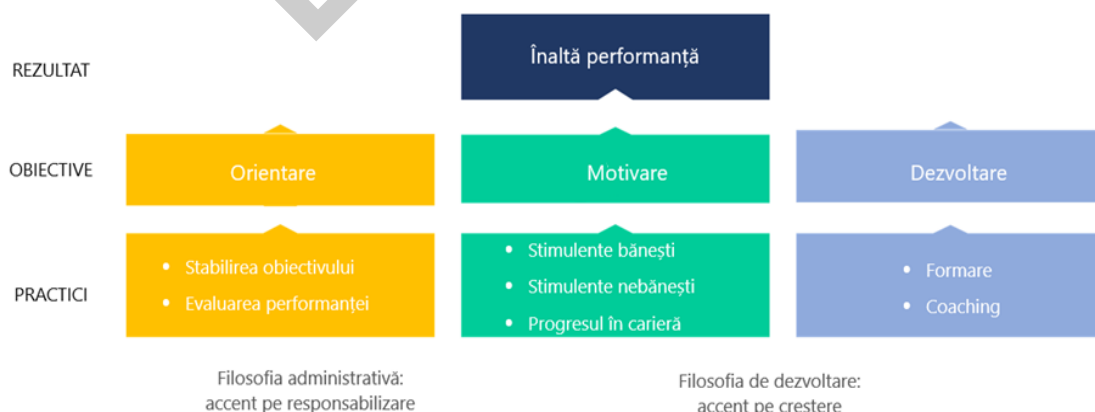 REZULTAT
Înaltă performanță
OBIECTIVE
Orientare
Motivare
Dezvoltare
PRACTICI
• Stabilirea obiectivului
• Evaluarea performanței
• Stimulente bănești
• Stimulente nebănești
• Progresul în carieră
• Formare
• Coaching
Filosofia administrativă:
accent pe responsabilizare
Filosofia de dezvoltare:
accent pe creștere